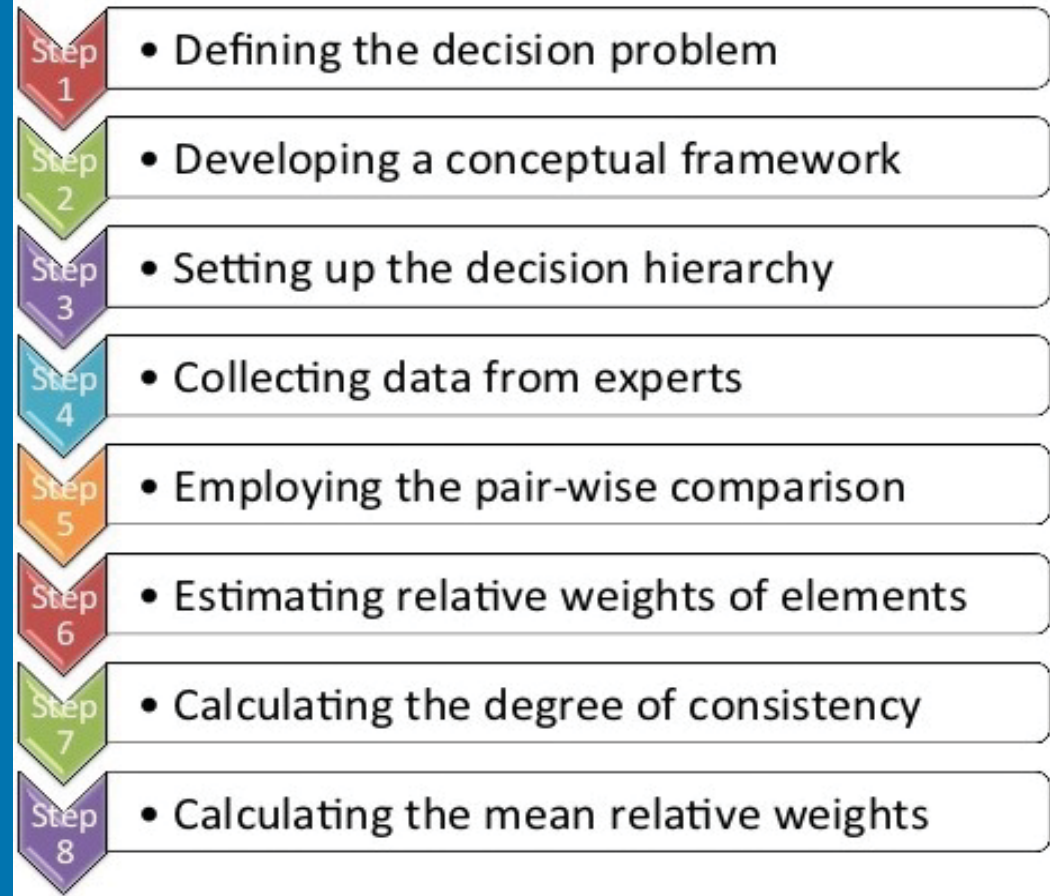 Step
1
• Defining the decision problem
Step
2
• Developing a conceptual framework
Step
3
• Setting up the decision hierarchy
Step
4
• Collecting data from experts
Step
5
• Employing the pair-wise comparison
Step
6
• Estimating relative weights of elements
Step
7
• Calculating the degree of consistency
Step
8
• Calculating the mean relative weights